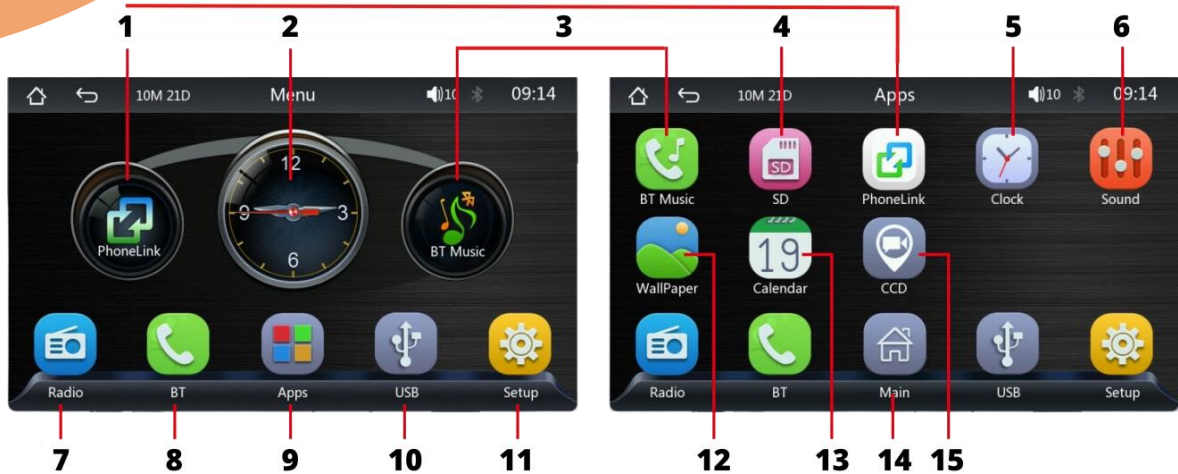 1 2 3 4 5 6
10M 21D Menu 10 09:14
10M 21D Apps 10 09:14
12
9 3
6
PhoneLink
BT Music
SD
BT Music SD PhoneLink Clock Sound
19
WallPaper Calendar CCD
Radio BT Apps USB Setup
Radio BT Main USB Setup
7 8 9 10 11 12 13 14 15